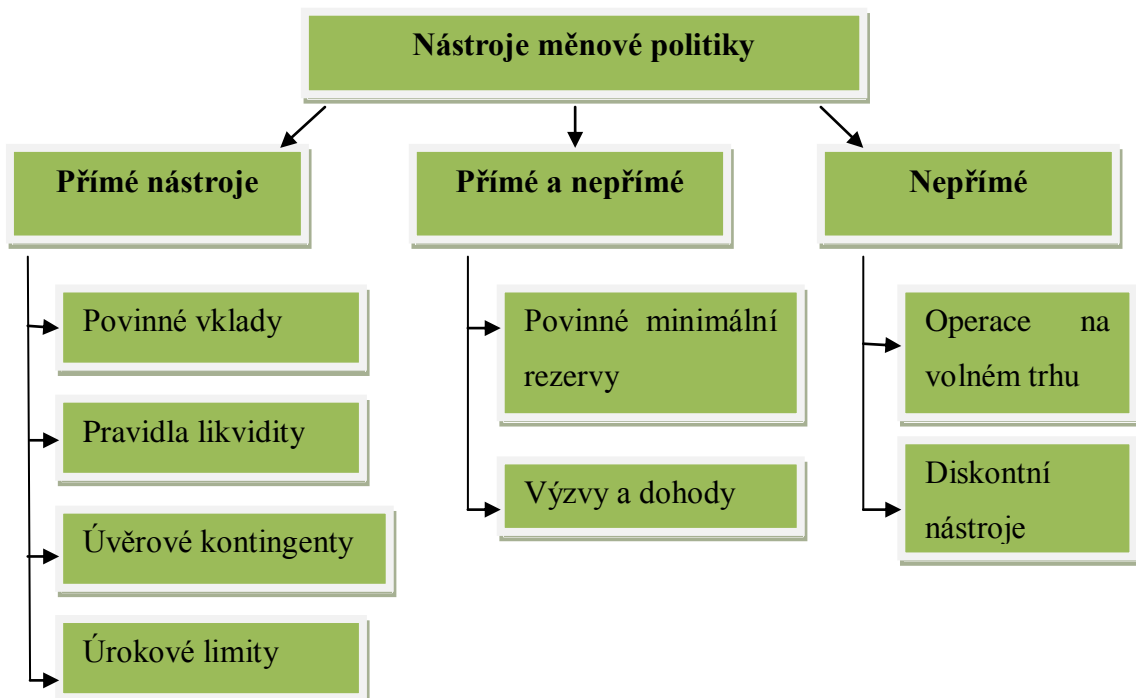 Nástroje měnové politiky
Přímé nástroje
Přímé a nepřímé
Nepřímé
Povinné vklady
Pravidla likvidity
Úvěrové kontingenty
Úrokové limity
Povinné minimální
rezervy
Výzvy a dohody
Operace na
volném trhu
Diskontní
nástroje